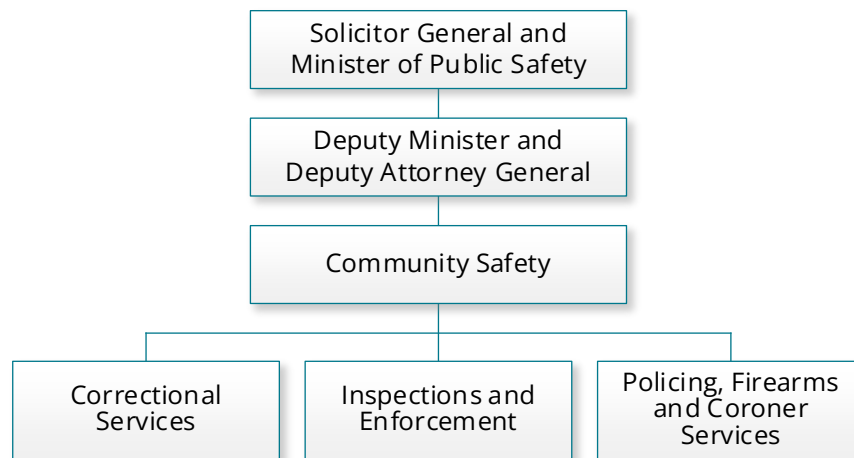 Solicitor General and
Minister of Public Safety
Deputy Minister and
Deputy Attorney General
Community Safety
Correctional
Services
Inspections and
Enforcement
Policing, Firearms
and Coroner
Services